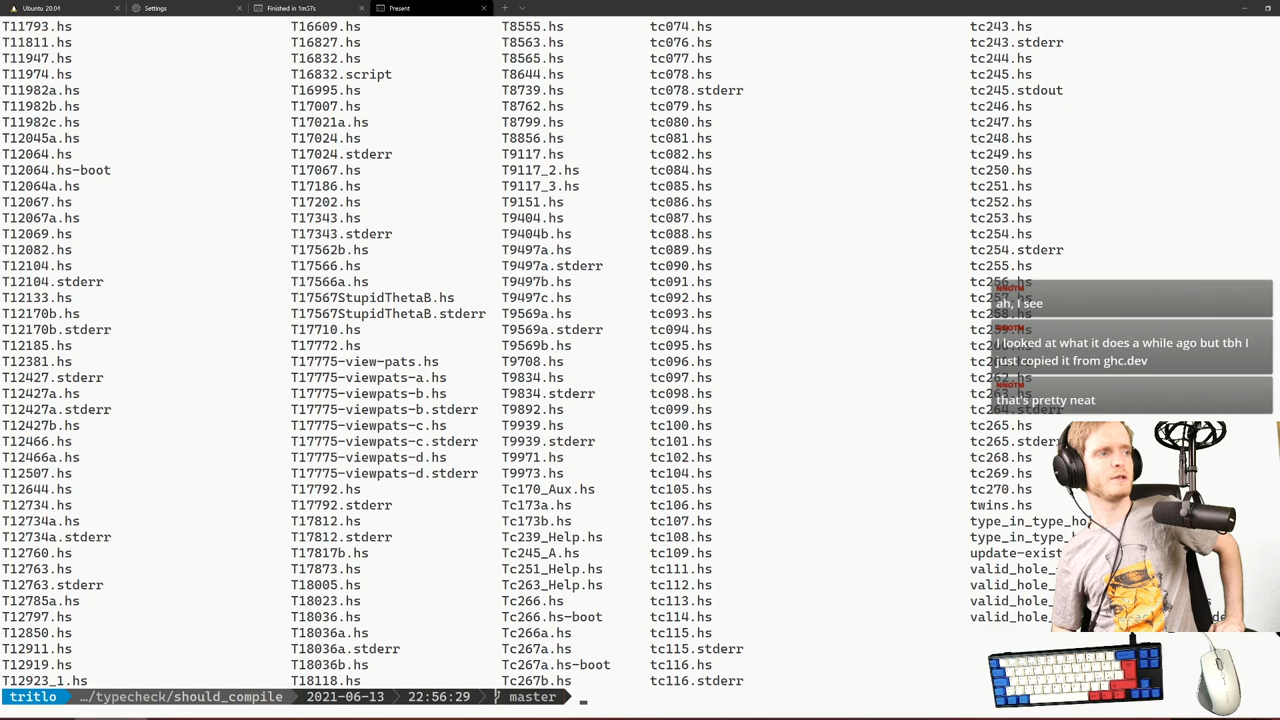 Ubuntu 20.04
Settings
Finished in 1m57s
Present
T11793.hs
T11811.hs
T11947.hs
T11974.hs
T11982a.hs
T11982b.hs
T11982c.hs
T12045a.hs
T12064.hs
T12064.hs-boot
T12064a.hs
T12067.hs
T12067a.hs
T12069.hs
T12082.hs
T12104.hs
T12104.stderr
T12133.hs
T12170b.hs
T12170b.stderr
T12185.hs
T12381.hs
T12427.stderr
T12427a.hs
T12427a.stderr
T12427b.hs
T12466.hs
T12466a.hs
T12507.hs
T12644.hs
T12734.hs
T12734a.hs
T12734a.stderr
T12760.hs
T12763.hs
T12763.stderr
T12785a.hs
T12797.hs
T12850.hs
T12911.hs
T12919.hs
T12923_1.hs
T16609.hs
T16827.hs
T16832.hs
T16832.script
T16995.hs
T17007.hs
T17021a.hs
T17024.hs
T17024.stderr
T17067.hs
T17186.hs
T17202.hs
T17343.hs
T17343.stderr
T17562b.hs
T17566.hs
T17566a.hs
T17567StupidThetaB.hs
T17567StupidThetaB.stderr
T17710.hs
T17772.hs
T17775-view-pats.hs
T17775-viewpats-a.hs
T17775-viewpats-b.hs
T17775-viewpats-b.stderr
T17775-viewpats-c.hs
T17775-viewpats-c.stderr
T17775-viewpats-d.hs
T17775-viewpats-d.stderr
T17792.hs
T17792.stderr
T17812.hs
T17812.stderr
T17817b.hs
T17873.hs
T18005.hs
T18023.hs
T18036.hs
T18036a.hs
T18036a.stderr
T18036b.hs
T18118.hs
T8555.hs
T8563.hs
T8565.hs
T8644.hs
T8739.hs
T8762.hs
T8799.hs
T8856.hs
T9117.hs
T9117_2.hs
T9117_3.hs
T9151.hs
T9404.hs
T9404b.hs
T9497a.hs
T9497a.stderr
T9497b.hs
T9497c.hs
T9569a.hs
T9569a.stderr
T9569b.hs
T9708.hs
T9834.hs
T9834.stderr
T9892.hs
T9939.hs
T9939.stderr
T9971.hs
T9973.hs
Tc170_Aux.hs
Tc173a.hs
Tc173b.hs
Tc239_Help.hs
Tc245_A.hs
Tc251_Help.hs
Tc263_Help.hs
Tc266.hs
Tc266.hs-boot
Tc266a.hs
Tc267a.hs
Tc267a.hs-boot
Tc267b.hs
tc074.hs
tc076.hs
tc077.hs
tc078.hs
tc078.stderr
tc079.hs
tc080.hs
tc081.hs
tc082.hs
tc084.hs
tc085.hs
tc086.hs
tc087.hs
tc088.hs
tc089.hs
tc090.hs
tc091.hs
tc092.hs
tc093.hs
tc094.hs
tc095.hs
tc096.hs
tc097.hs
tc098.hs
tc099.hs
tc100.hs
tc101.hs
tc102.hs
tc104.hs
tc105.hs
tc106.hs
tc107.hs
tc108.hs
tc109.hs
tc111.hs
tc112.hs
tc113.hs
tc114.hs
tc115.hs
tc115.stderr
tc116.hs
tc116.stderr
tc243.hs
tc243.stderr
tc244.hs
tc245.hs
tc245.stdout
tc246.hs
tc247.hs
tc248.hs
tc249.hs
tc250.hs
tc251.hs
tc252.hs
tc253.hs
tc254.hs
tc254.stderr
tc255.hs
tc265.hs
tc268.hs
tc269.hs
tc270.hs
twins.hs
NNOTM
ah, I see
NNOTM
I looked at what it does a while ago but tbh I
just copied it from ghc.dev
NNOTM
that's pretty neat
tritlo …/typecheck/should_compile 2021-06-13 22:56:29 master